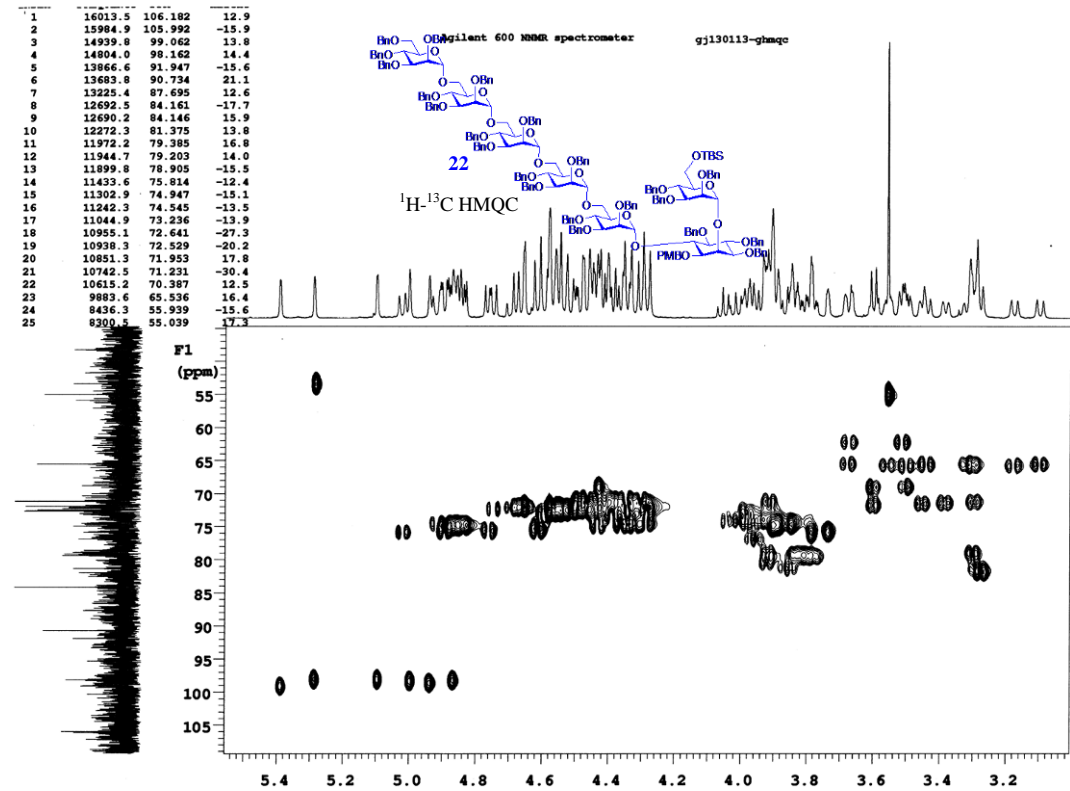 1 16013.5 106.182 12.9
2 15984.9 105.992 -15.9
3 14939.8 99.062 13.8
4 14804.0 98.162 14.4
5 13866.6 91.947 -15.6
6 13683.8 90.734 21.1
7 13225.4 87.695 12.6
8 12692.5 84.161 -17.7
9 12690.2 84.146 15.9
10 12272.3 81.375 13.8
11 11972.2 79.385 16.8
12 11944.7 79.203 14.0
13 11899.8 78.905 -15.5
14 11433.6 75.814 -12.4
15 11302.9 74.947 -15.1
16 11242.3 74.545 -13.5
17 11044.9 73.236 -13.9
18 10955.1 72.641 -27.3
19 10938.3 72.529 -20.2
20 10851.3 71.953 17.8
21 10742.5 71.231 -30.4
22 10615.2 70.387 12.5
23 9883.6 65.536 16.4
24 8436.3 55.939 -15.6
25 8300.5 55.039 17.3
Agilent 600 NNMR spectrometer gj130113-ghmqc
BnO OBn
BnO
BnO O
O OBn
BnO
BnO O
O OBn
BnO
BnO O
O OBn
BnO
BnO O
O OBn
BnO
BnO O
OTBS
OBn
BnO
BnO O
BnO OBn
PMBO OBn
22
¹H-¹³C HMQC
F1
(ppm)
55
60
65
70
75
80
85
90
95
100
105
5.4 5.2 5.0 4.8 4.6 4.4 4.2 4.0 3.8 3.6 3.4 3.2